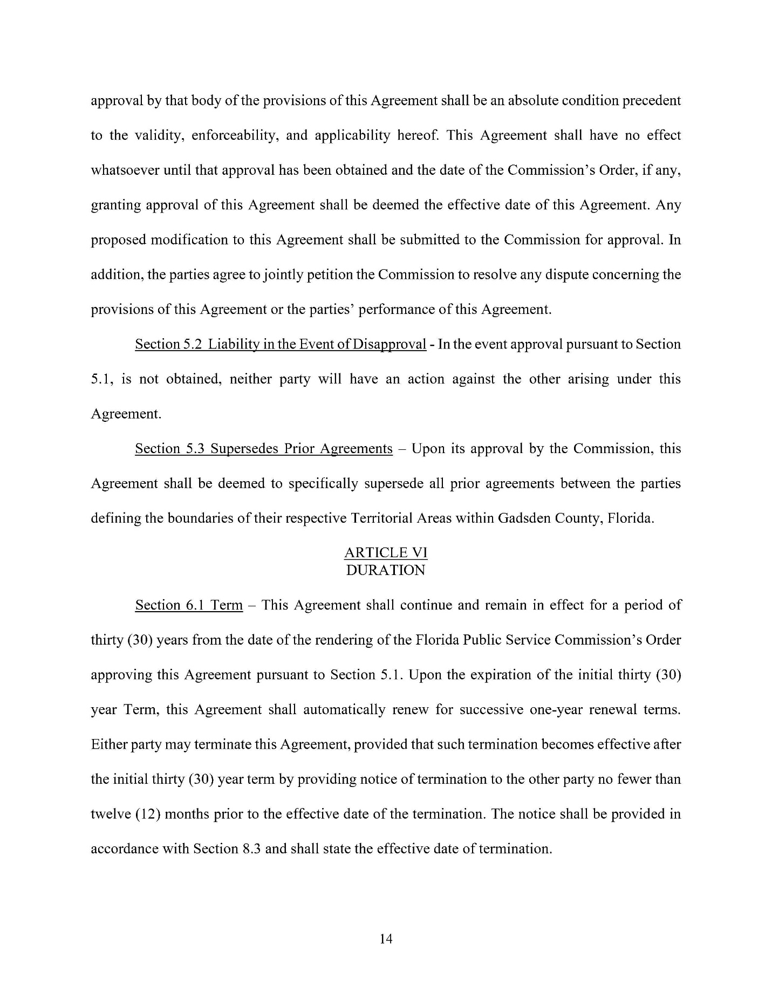 approval by that body of the provisions of this Agreement shall be an absolute condition precedent
to the validity, enforceability, and applicability hereof. This Agreement shall have no effect
whatsoever until that approval has been obtained and the date of the Commission’s Order, if any,
granting approval of this Agreement shall be deemed the effective date of this Agreement. Any
proposed modification to this Agreement shall be submitted to the Commission for approval. In
addition, the parties agree to jointly petition the Commission to resolve any dispute concerning the
provisions of this Agreement or the parties’ performance of this Agreement.
Section 5.2 Liability in the Event of Disapproval - In the event approval pursuant to Section
5.1, is not obtained, neither party will have an action against the other arising under this
Agreement.
Section 5.3 Supersedes Prior Agreements – Upon its approval by the Commission, this
Agreement shall be deemed to specifically supersede all prior agreements between the parties
defining the boundaries of their respective Territorial Areas within Gadsden County, Florida.
ARTICLE VI
DURATION
Section 6.1 Term – This Agreement shall continue and remain in effect for a period of
thirty (30) years from the date of the rendering of the Florida Public Service Commission’s Order
approving this Agreement pursuant to Section 5.1. Upon the expiration of the initial thirty (30)
year Term, this Agreement shall automatically renew for successive one-year renewal terms.
Either party may terminate this Agreement, provided that such termination becomes effective after
the initial thirty (30) year term by providing notice of termination to the other party no fewer than
twelve (12) months prior to the effective date of the termination. The notice shall be provided in
accordance with Section 8.3 and shall state the effective date of termination.
14